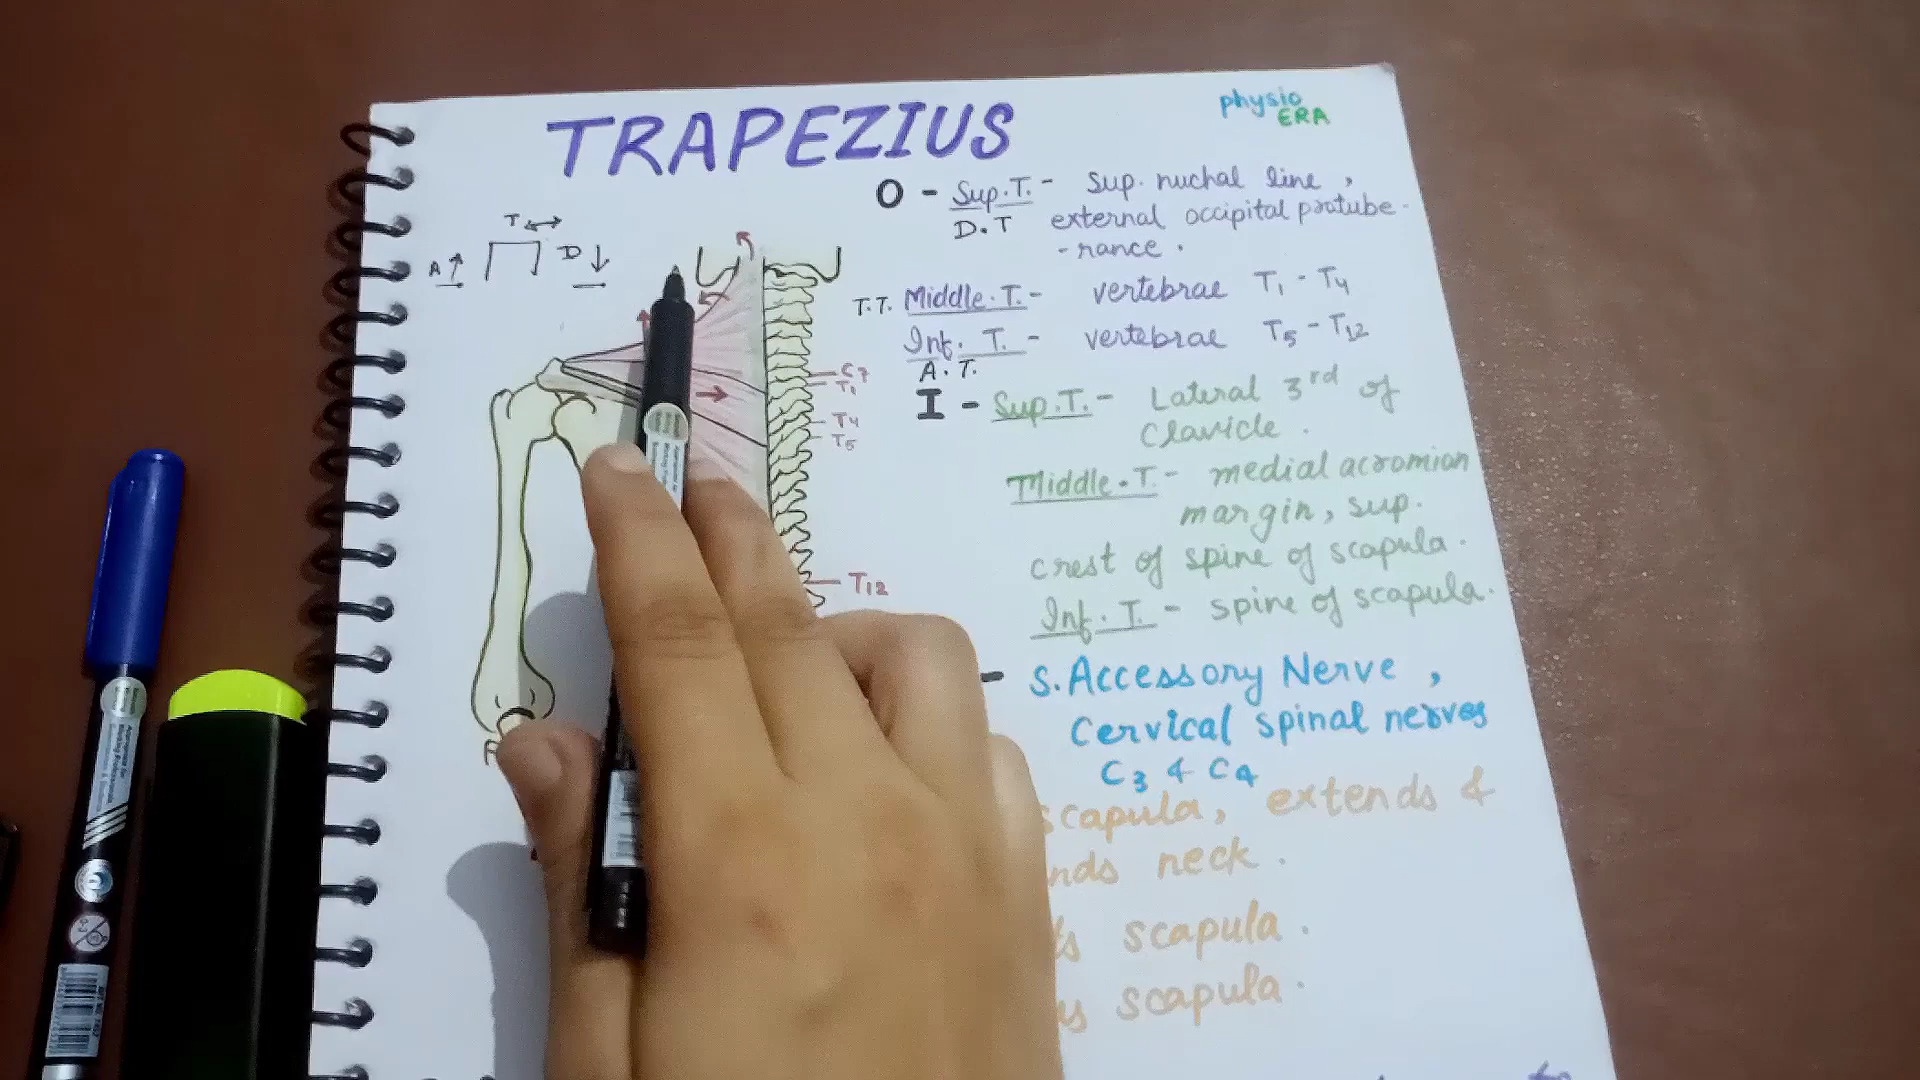 TRAPEZIUS
physio
ERA
O - Sup. T. - Sup. nuchal line,
D.T external occipital protube-
-rance.
T.T. Middle. T. - vertebrae T1 - T4
Inf. T. - vertebrae T5 - T12
A.T.
I - Sup. T. - Lateral 3rd of
Clavicle.
Middle. T. - medial acromian
margin, sup.
crest of spine of scapula.
Inf. T. - spine of scapula.
- S. Accessory Nerve,
Cervical spinal nerves
C3 & C4
scapula, extends &
neck.
scapula.
scapula.
T
A
D
C7
T1
T4
T5
T12